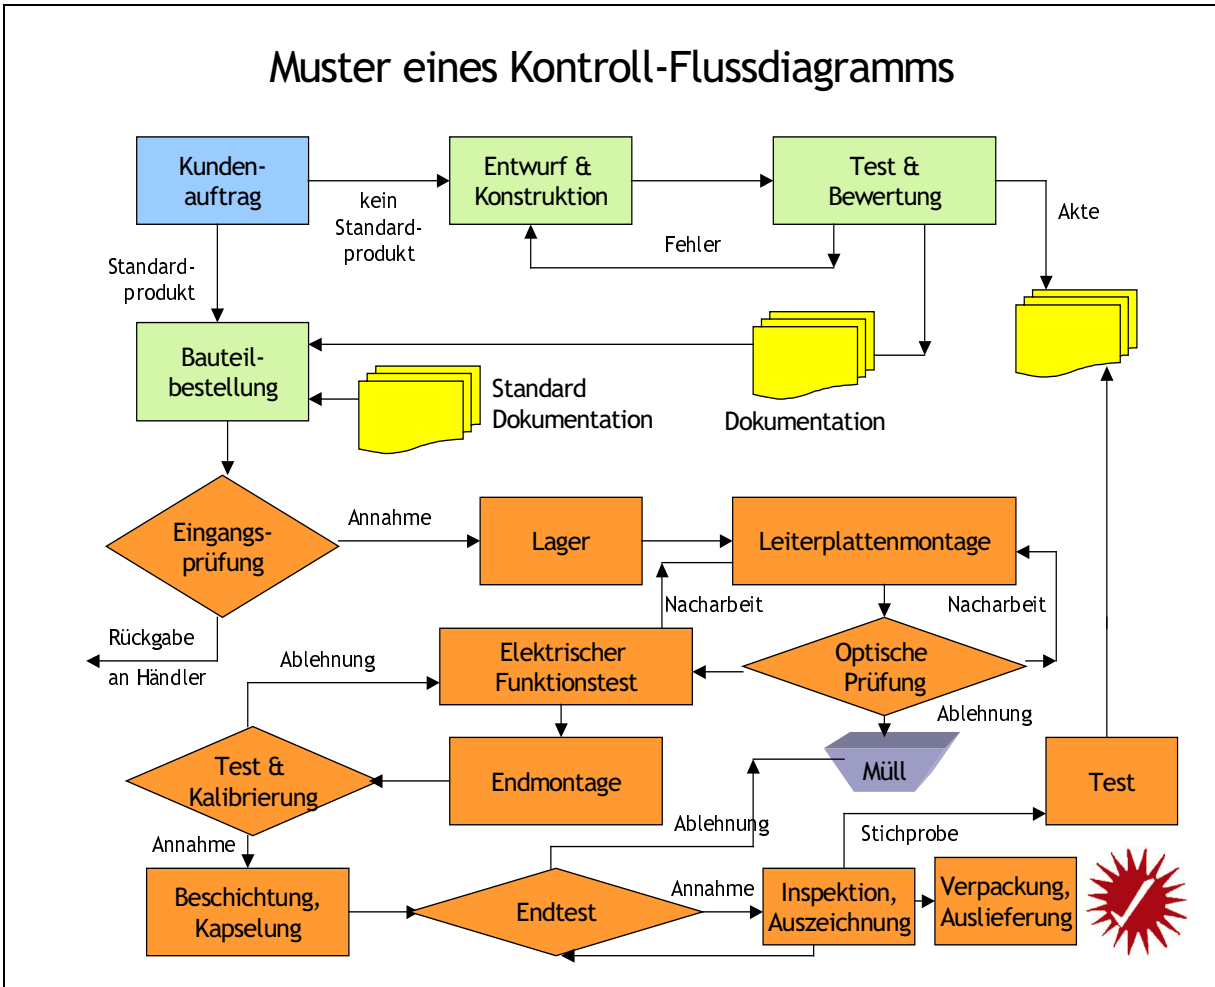 Muster eines Kontroll-Flussdiagramms
Kunden-
auftrag
kein
Standard-
produkt
Entwurf &
Konstruktion
Test &
Bewertung
Akte
Fehler
Standard-
produkt
Bauteil-
bestellung
Standard
Dokumentation
Dokumentation
Eingangs-
prüfung
Annahme
Lager
Leiterplattenmontage
Nacharbeit
Nacharbeit
Rückgabe
an Händler
Ablehnung
Elektrischer
Funktionstest
Optische
Prüfung
Ablehnung
Test &
Kalibrierung
Endmontage
Müll
Test
Annahme
Ablehnung
Stichprobe
Beschichtung,
Kapselung
Endtest
Annahme
Inspektion,
Auszeichnung
Verpackung,
Auslieferung